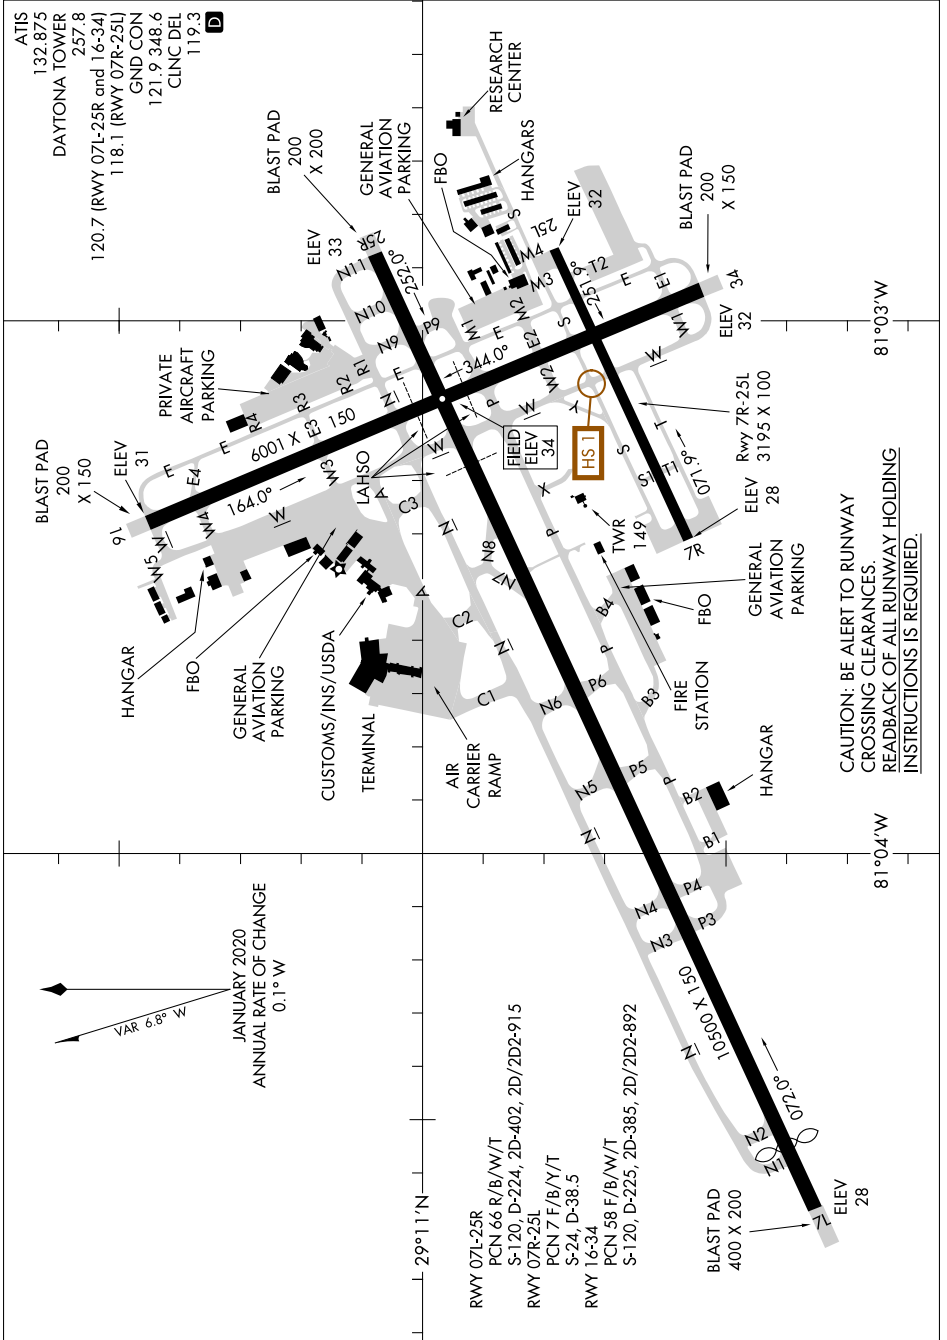 ATIS
132.875
DAYTONA TOWER
257.8
120.7 (RWY 07L-25R and 16-34)
118.1 (RWY 07R-25L)
GND CON
121.9 348.6
CLNC DEL
119.3
D
RESEARCH
CENTER
BLAST PAD
200
X 200
GENERAL
AVIATION
PARKING
FBO
HANGARS
S
25L
ELEV
32
BLAST PAD
200
X 150
ELEV
33
25R
252.0°
N11
N10
N9
P9
M1
M2
M3
M4
E
E2
S
251.9°
T2
E
E1
34
W1
ELEV
32
81°03'W
PRIVATE
AIRCRAFT
PARKING
R1
R2
R3
R4
E
N
344.0°
P
W
W2
Y
W
HS 1
Rwy 7R-25L
3195 X 100
BLAST PAD
200
X 150
ELEV
31
16
E
E4
E
E3
6001 X 150
164.0°
W
W3
W4
W
W5
LAHSO
W
A
C3
FIELD
ELEV
34
X
S
T
S1
T1
071.9°
7R
ELEV
28
TWR
149
P
N
N8
N7
A
C2
N
C1
N6
P6
P
B4
B3
FIRE
STATION
FBO
GENERAL
AVIATION
PARKING
HANGAR
FBO
GENERAL
AVIATION
PARKING
CUSTOMS/INS/USDA
TERMINAL
AIR
CARRIER
RAMP
N5
P5
P
B2
B1
HANGAR
N
CAUTION: BE ALERT TO RUNWAY
CROSSING CLEARANCES.
READBACK OF ALL RUNWAY HOLDING
INSTRUCTIONS IS REQUIRED.
81°04'W
N4
P4
N3
P3
10500 X 150
N
N2
N1
072.0°
7L
ELEV
28
BLAST PAD
400 X 200
VAR 6.8° W
JANUARY 2020
ANNUAL RATE OF CHANGE
0.1° W
29°11'N
RWY 07L-25R
PCN 66 R/B/W/T
S-120, D-224, 2D-402, 2D/2D2-915
RWY 07R-25L
PCN 7 F/B/Y/T
S-24, D-38.5
RWY 16-34
PCN 58 F/B/W/T
S-120, D-225, 2D-385, 2D/2D2-892